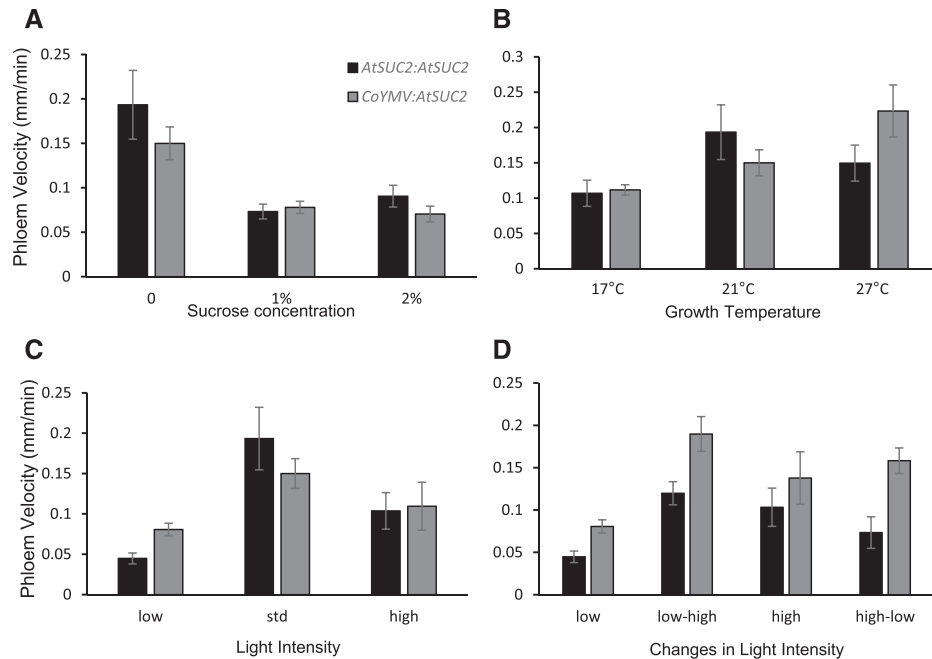 A
Phloem Velocity (mm/min)
0.25
0.2
0.15
0.1
0.05
0
AtSUC2:AtSUC2
CoYMV:AtSUC2
0 1% 2%
Sucrose concentration
B
0.3
0.25
0.2
0.15
0.1
0.05
0
17°C 21°C 27°C
Growth Temperature
C
Phloem Velocity (mm/min)
0.25
0.2
0.15
0.1
0.05
0
low std high
Light Intensity
D
0.25
0.2
0.15
0.1
0.05
0
low low-high high high-low
Changes in Light Intensity